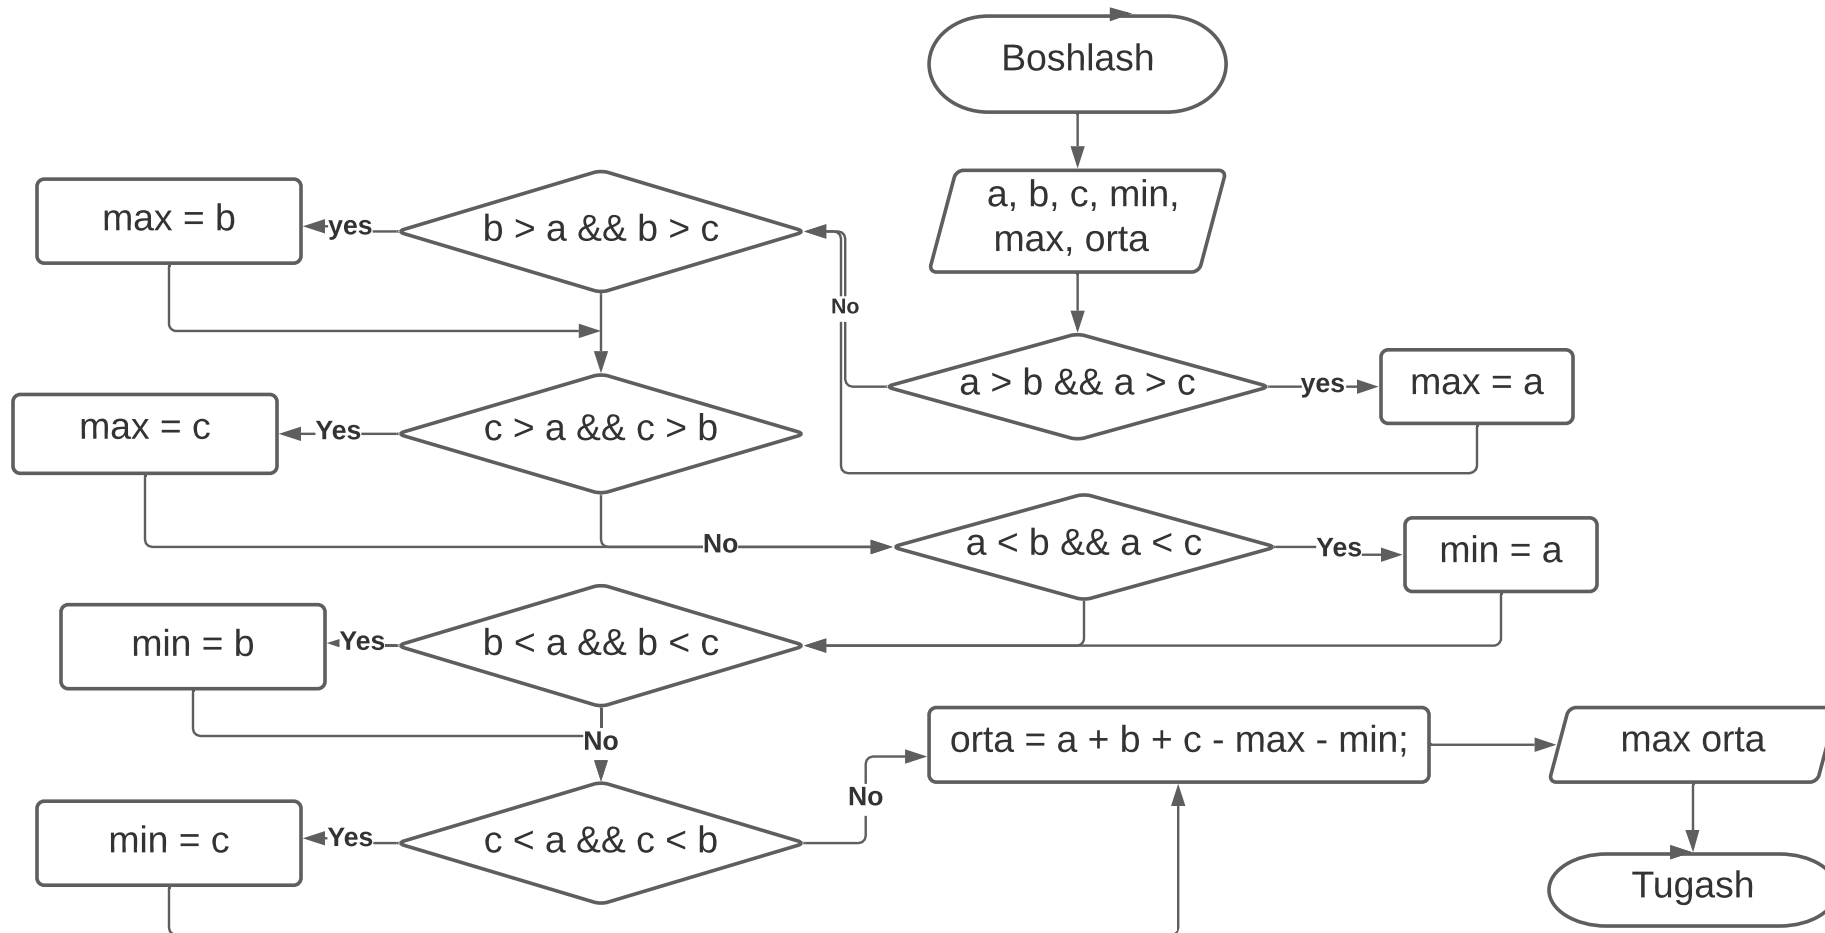 Boshlash
a, b, c, min,
max, orta
a > b && a > c
yes
max = a
No
b > a && b > c
yes
max = b
c > a && c > b
Yes
max = c
No
a < b && a < c
Yes
min = a
b < a && b < c
Yes
min = b
No
c < a && c < b
Yes
min = c
No
orta = a + b + c - max - min;
max orta
Tugash